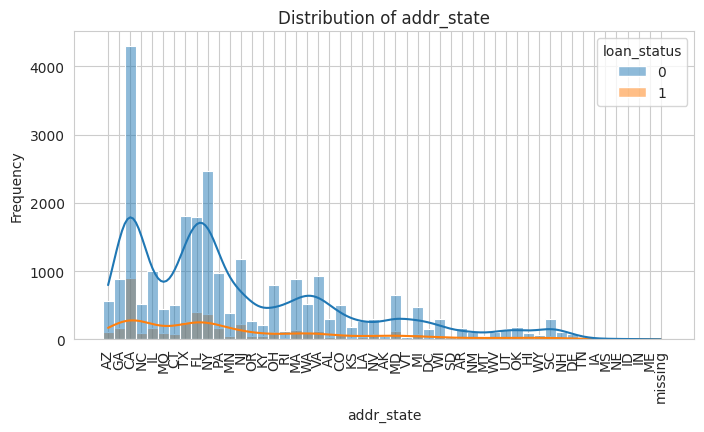 Distribution of addr_state
loan_status
0
1
Frequency
4000
3000
2000
1000
0
AZ
GA
CA
NC
IL
MO
CT
TX
FL
NY
PA
MN
NJ
OR
KY
OH
RI
MA
WA
VA
AL
CO
KS
LA
NV
AK
MD
VT
MI
DC
WI
SD
AR
NM
MT
WV
UT
OK
HI
WY
SC
NH
DE
TN
IA
MS
NE
ID
IN
ME
missing
addr_state